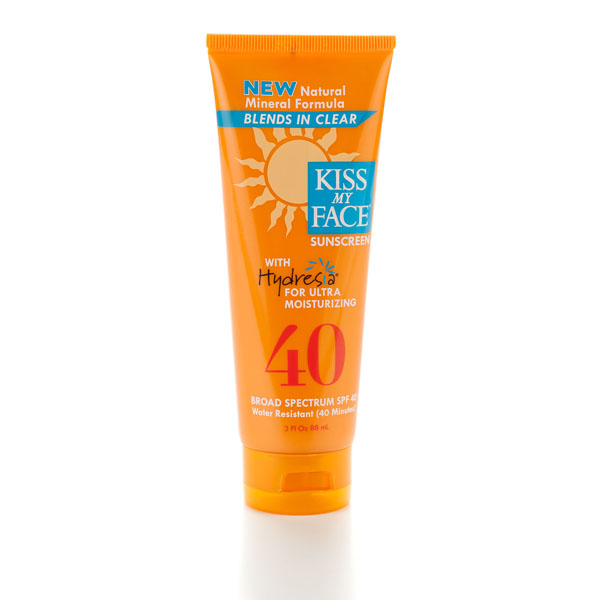 NEW Natural
Mineral Formula
BLENDS IN CLEAR
KISS
MY
FACE™
SUNSCREEN
WITH
Hydresia®
FOR ULTRA
MOISTURIZING
40
BROAD SPECTRUM SPF 40
Water Resistant (40 Minutes)
3 Fl Oz 88 mL